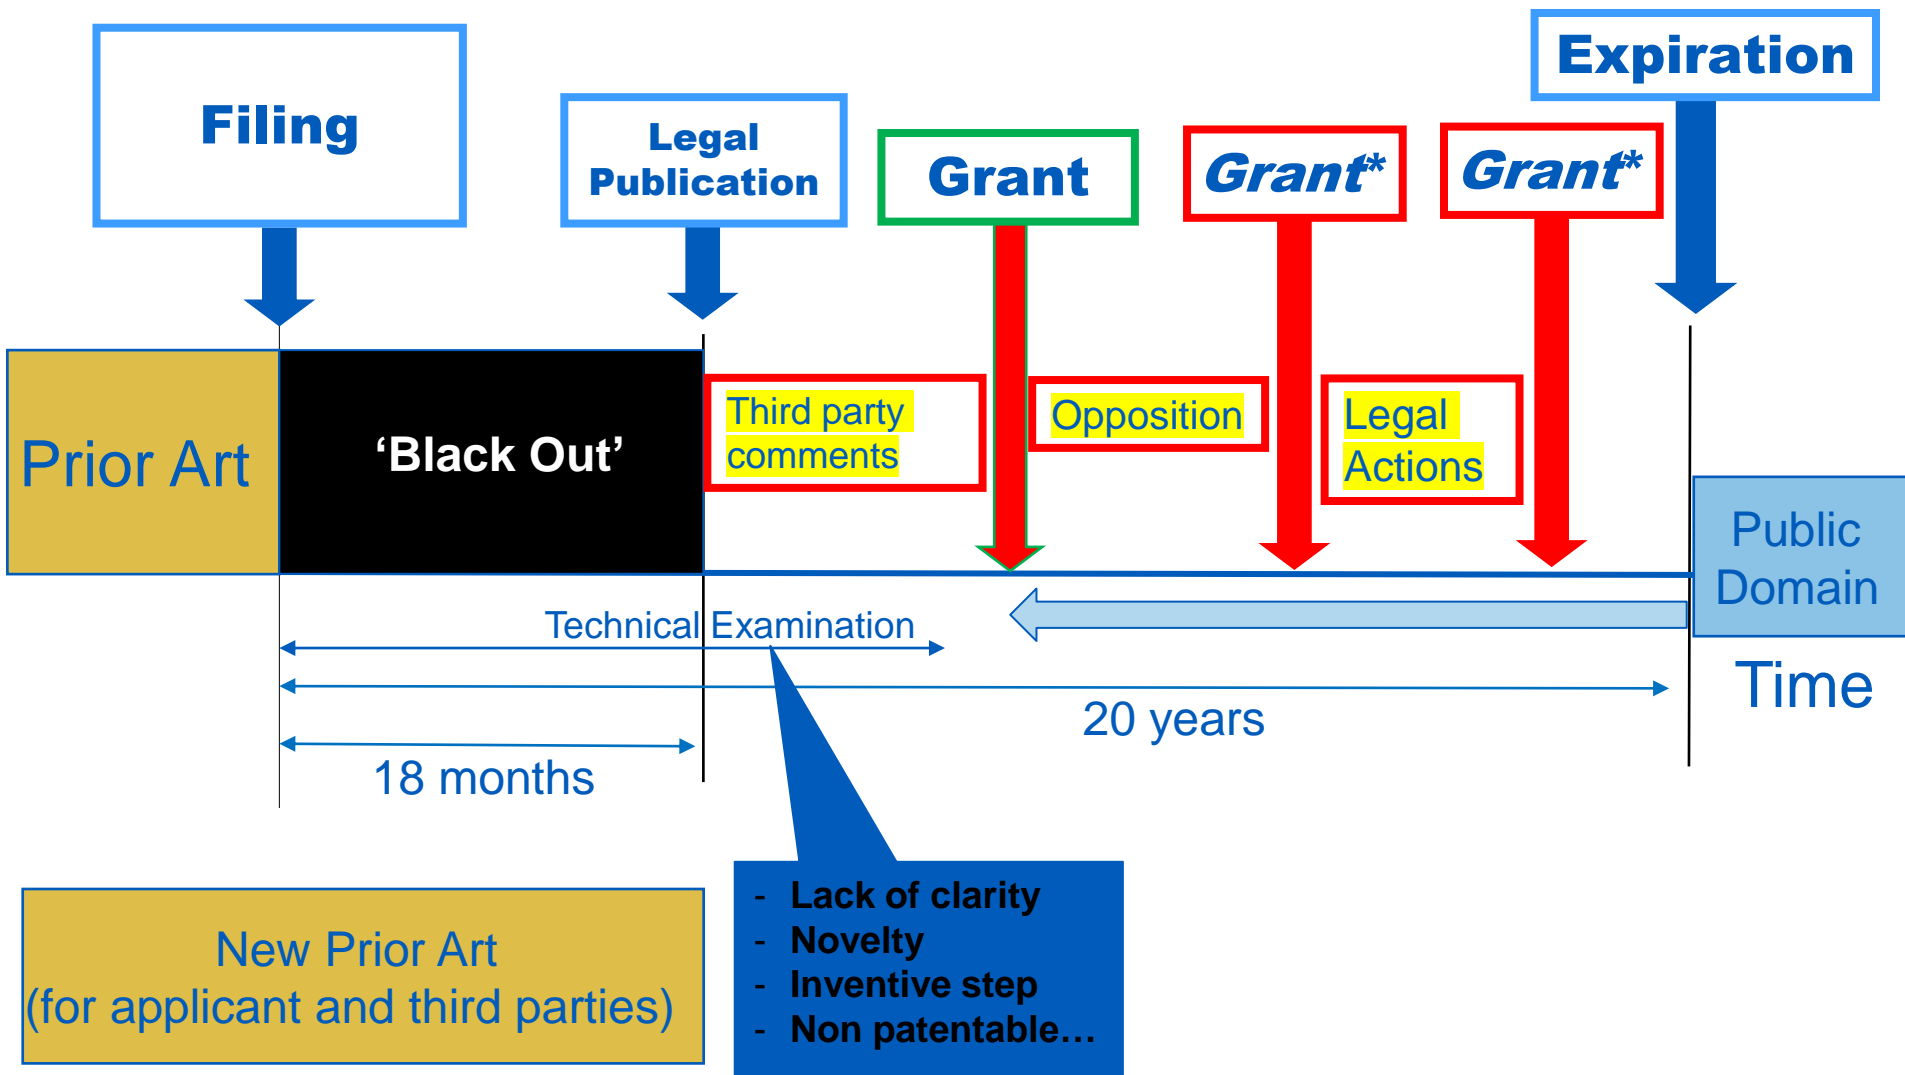 Filing
Legal
Publication
Grant
Grant*
Grant*
Expiration
Prior Art
‘Black Out’
Third party
comments
Opposition
Legal
Actions
Public
Domain
Technical Examination
Time
20 years
18 months
New Prior Art
(for applicant and third parties)
- Lack of clarity
- Novelty
- Inventive step
- Non patentable…